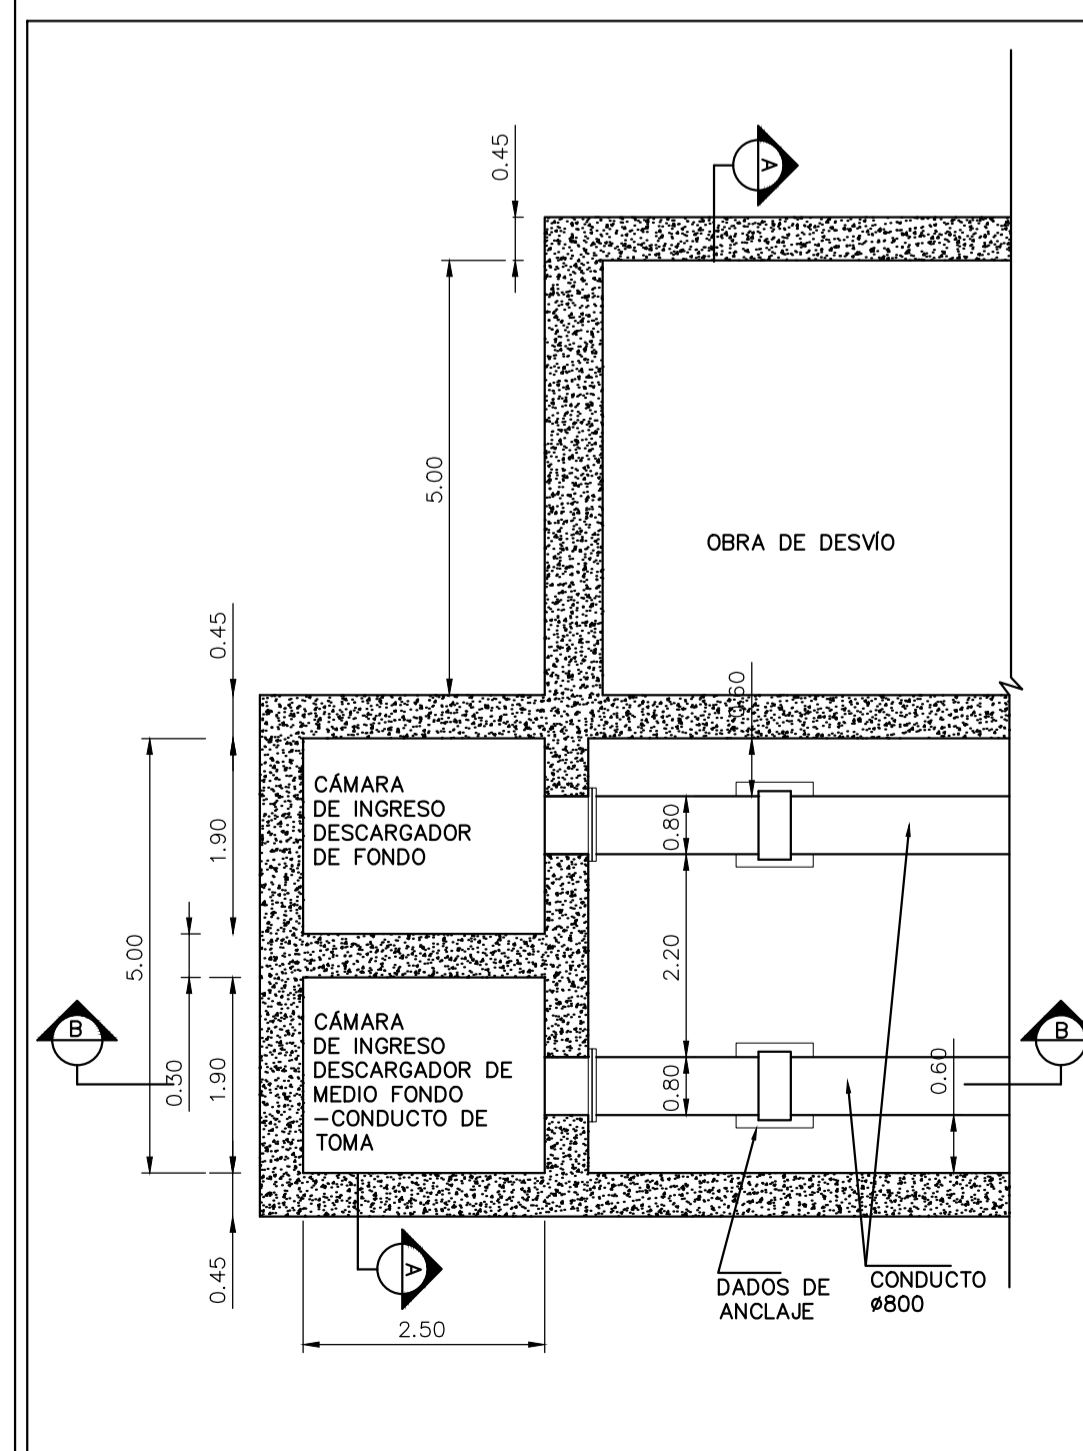 0.45
A
5.00
OBRA DE DESVÍO
0.45
0.60
CÁMARA
DE INGRESO
DESCARGADOR
DE FONDO
1.90
0.80
5.00
0.30
2.20
B
CÁMARA
DE INGRESO
DESCARGADOR DE
MEDIO FONDO
–CONDUCTO DE
TOMA
1.90
0.80
0.60
B
0.45
A
2.50
DADOS DE
ANCLAJE
CONDUCTO
ø800